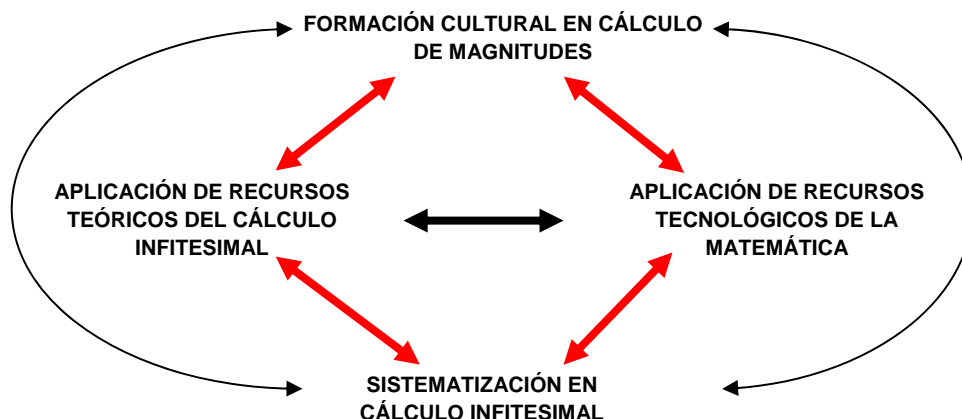 FORMACIÓN CULTURAL EN CÁLCULO
DE MAGNITUDES
APLICACIÓN DE RECURSOS
TEÓRICOS DEL CÁLCULO
INFITESIMAL
APLICACIÓN DE RECURSOS
TECNOLÓGICOS DE LA
MATEMÁTICA
SISTEMATIZACIÓN EN
CÁLCULO INFITESIMAL